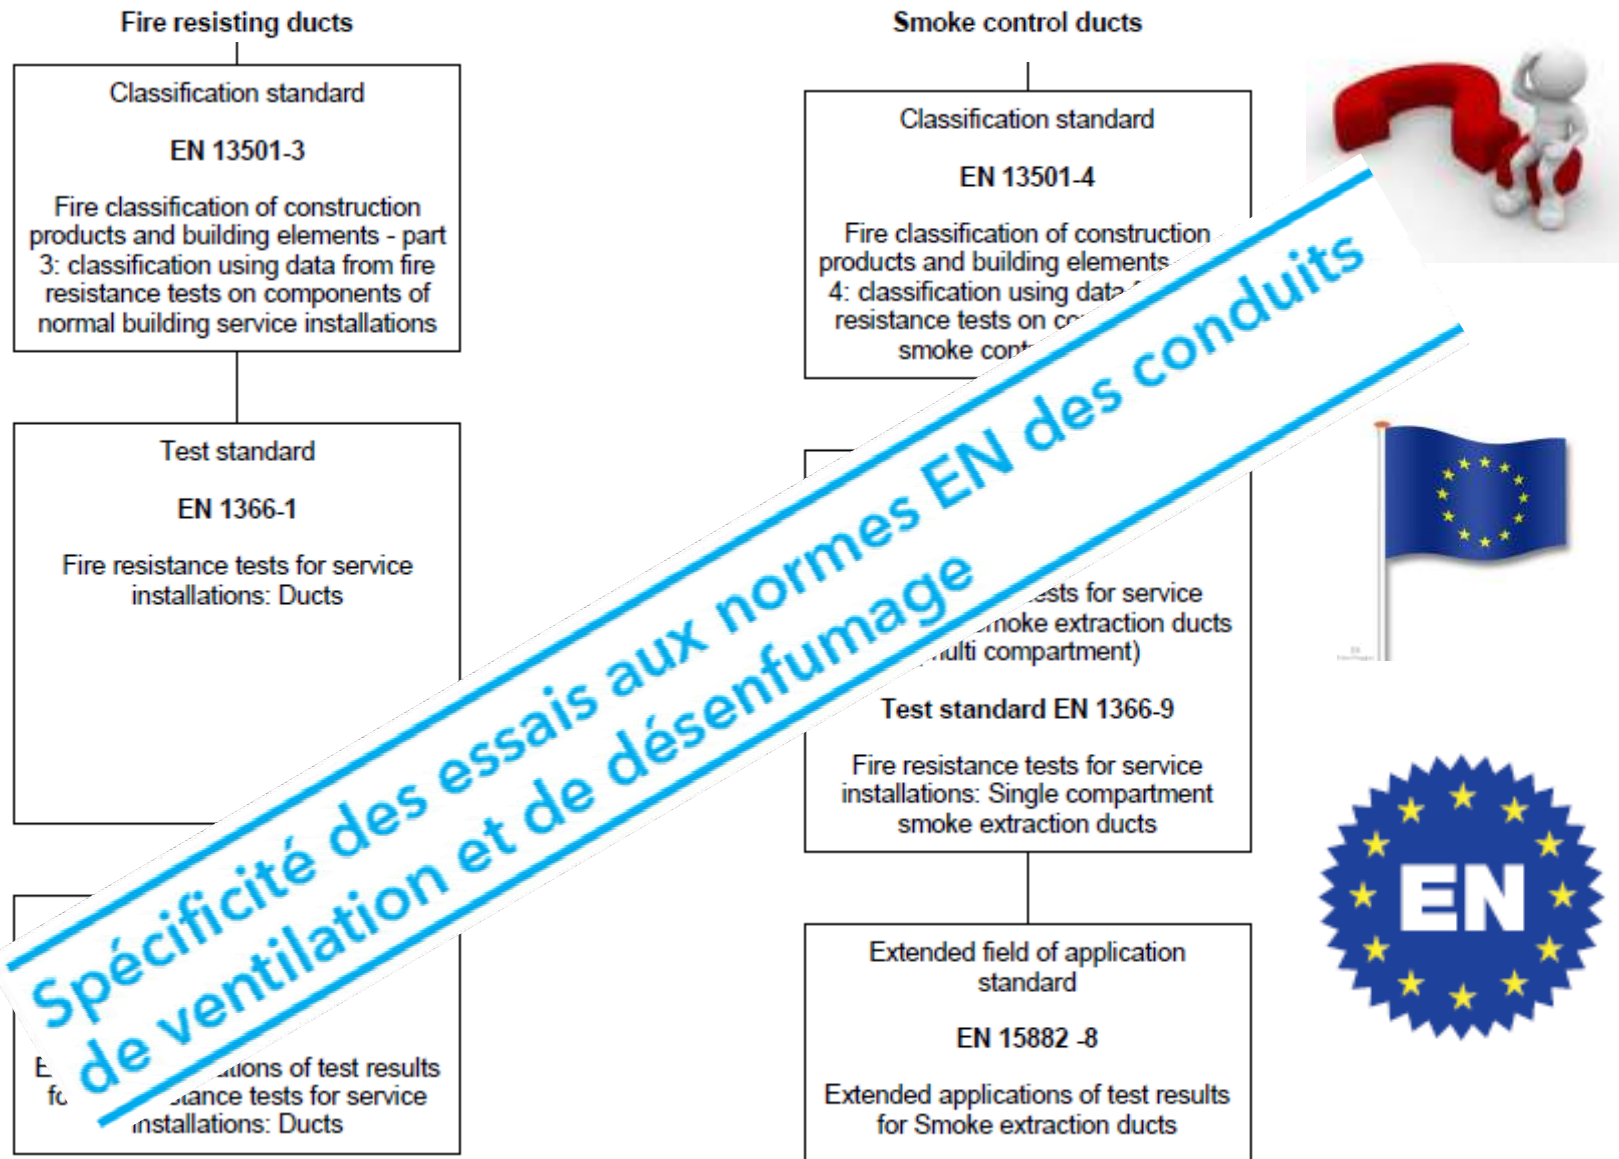 Fire resisting ducts
Classification standard
EN 13501-3
Fire classification of construction
products and building elements - part
3: classification using data from fire
resistance tests on components of
normal building service installations
Test standard
EN 1366-1
Fire resistance tests for service
installations: Ducts
of test results
tests for service
installations: Ducts
Smoke control ducts
Classification standard
EN 13501-4
Fire classification of construction
products and building elements
4: classification using data
resistance tests on
smoke
tests for service
smoke extraction ducts
compartment)
Test standard EN 1366-9
Fire resistance tests for service
installations: Single compartment
smoke extraction ducts
Extended field of application
standard
EN 15882 -8
Extended applications of test results
for Smoke extraction ducts
Spécificité des essais aux normes EN des conduits
de ventilation et de désenfumage
EN